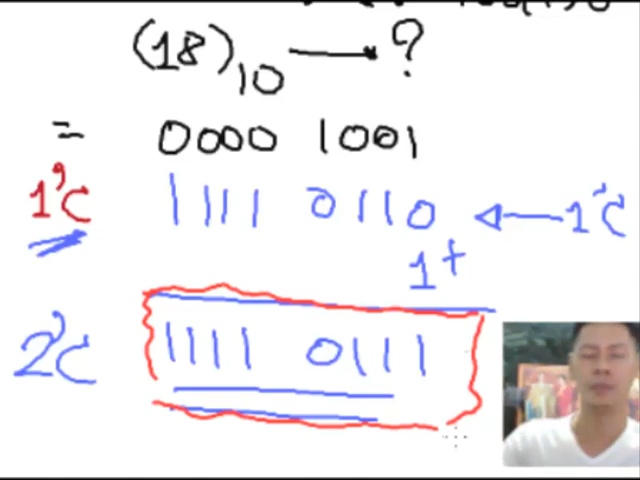 (18)10 → ?
= 0000 1001
1'C 1111 0110 ← 1'C
1+
2'C 1111 0111